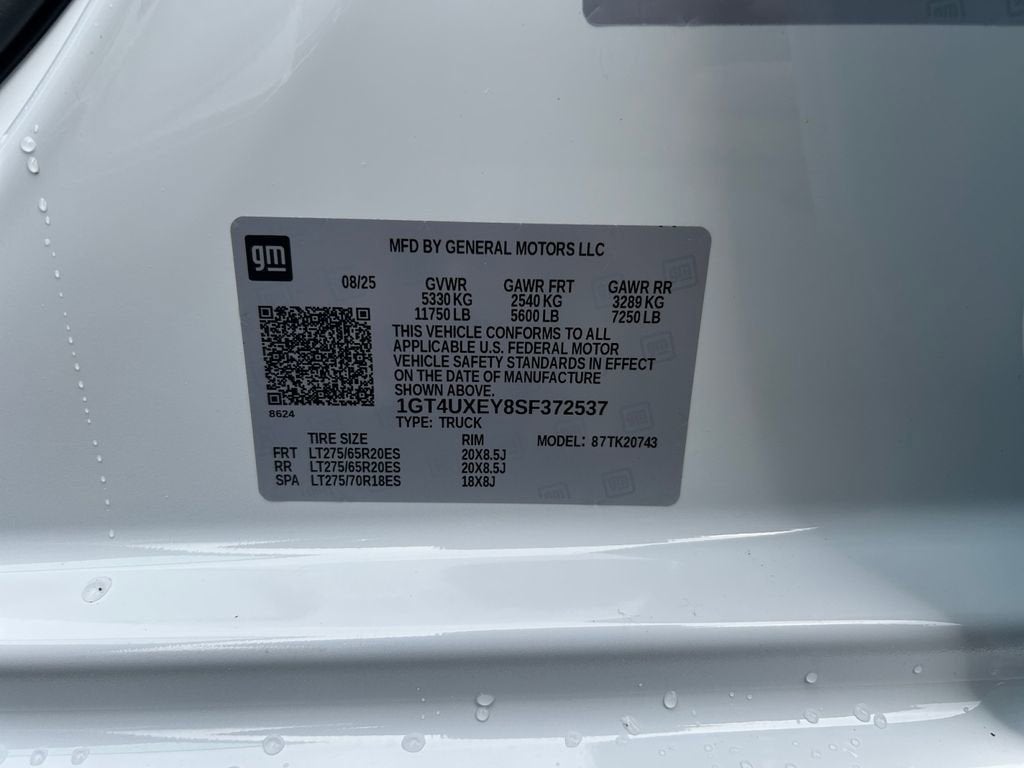 gm
MFD BY GENERAL MOTORS LLC
08/25 GVWR GAWR FRT GAWR RR
5330 KG 2540 KG 3289 KG
11750 LB 5600 LB 7250 LB
THIS VEHICLE CONFORMS TO ALL
APPLICABLE U.S. FEDERAL MOTOR
VEHICLE SAFETY STANDARDS IN EFFECT
ON THE DATE OF MANUFACTURE
SHOWN ABOVE.
8624
1GT4UXEY8SF372537
TYPE: TRUCK
TIRE SIZE RIM MODEL: 87TK20743
FRT LT275/65R20ES 20X8.5J
RR LT275/65R20ES 20X8.5J
SPA LT275/70R18ES 18X8J